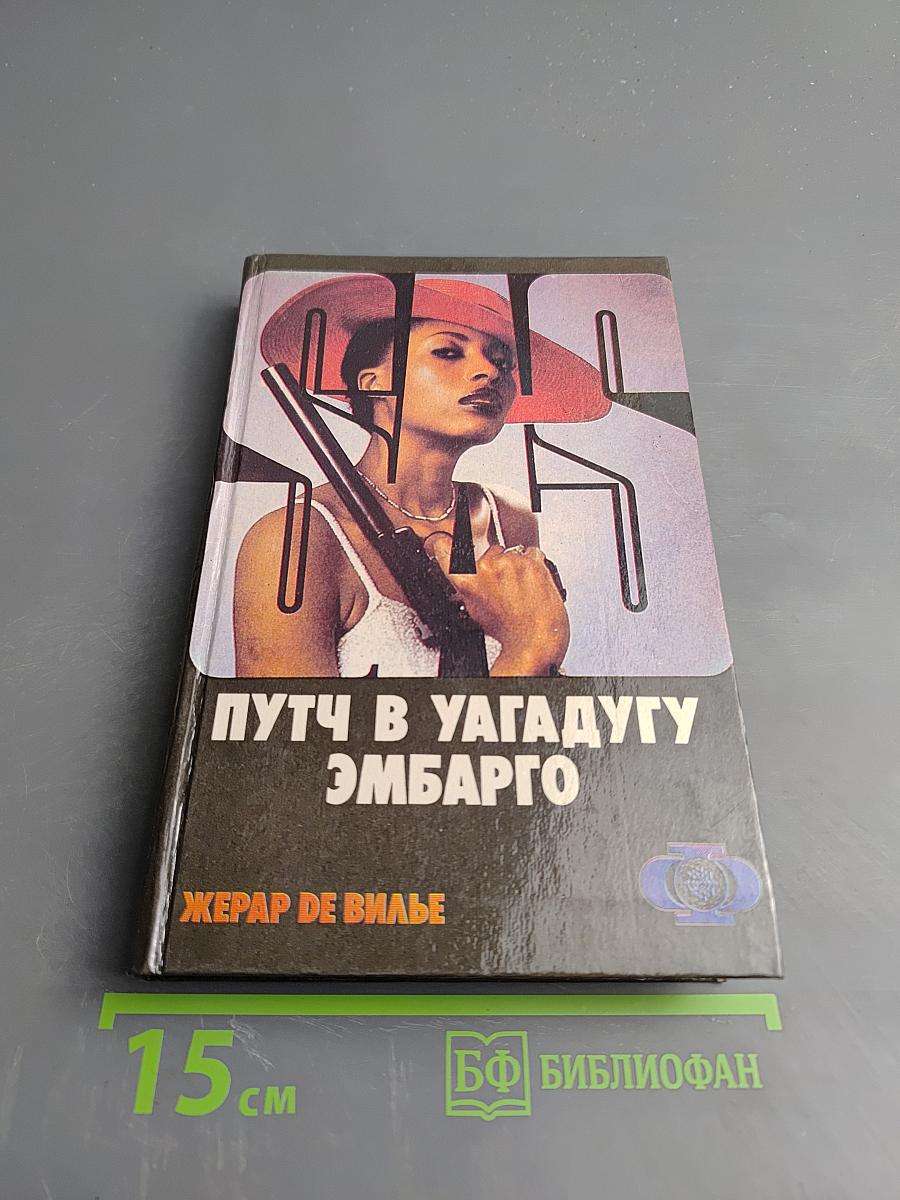 ПУТЧ В УАГАДУГУ
ЭМБАРГО
ЖЕРАР DE ВИЛЬЕ
15 см
БФ БИБЛИОФАН